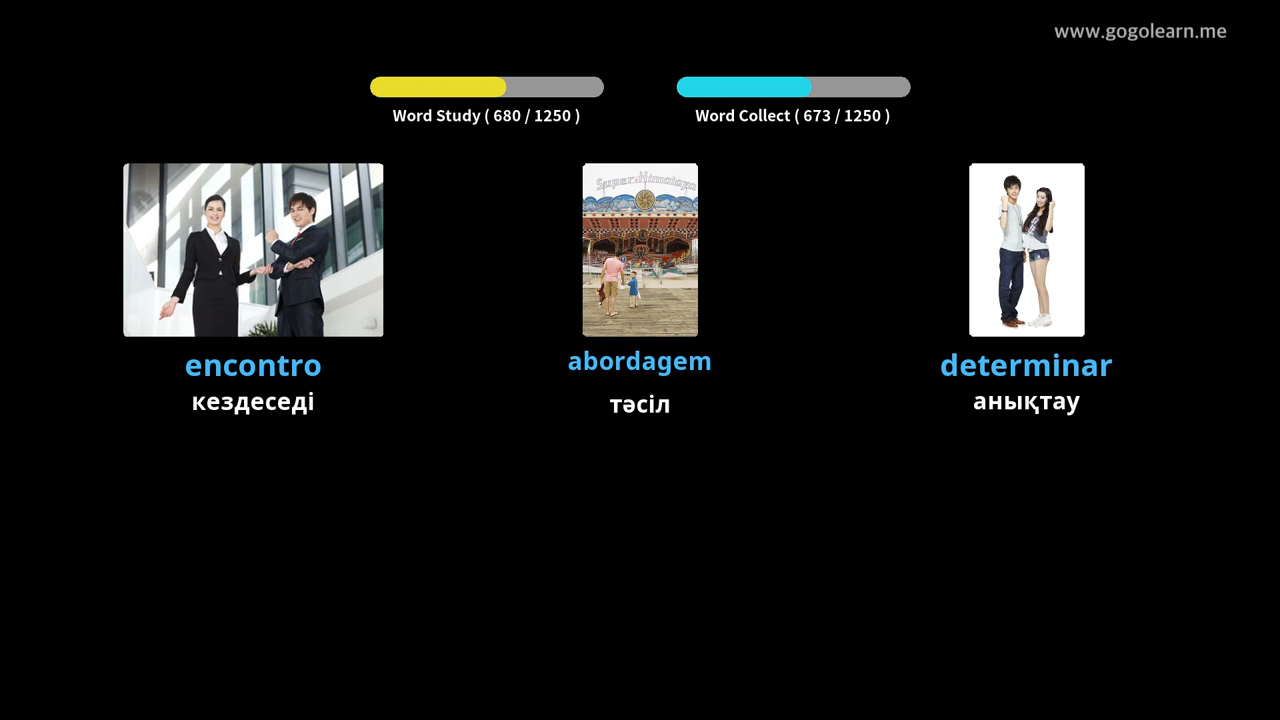 www.gogolearn.me
Word Study ( 680 / 1250 )
Word Collect ( 673 / 1250 )
encontro
кездеседі
abordagem
тәсіл
determinar
анықтау